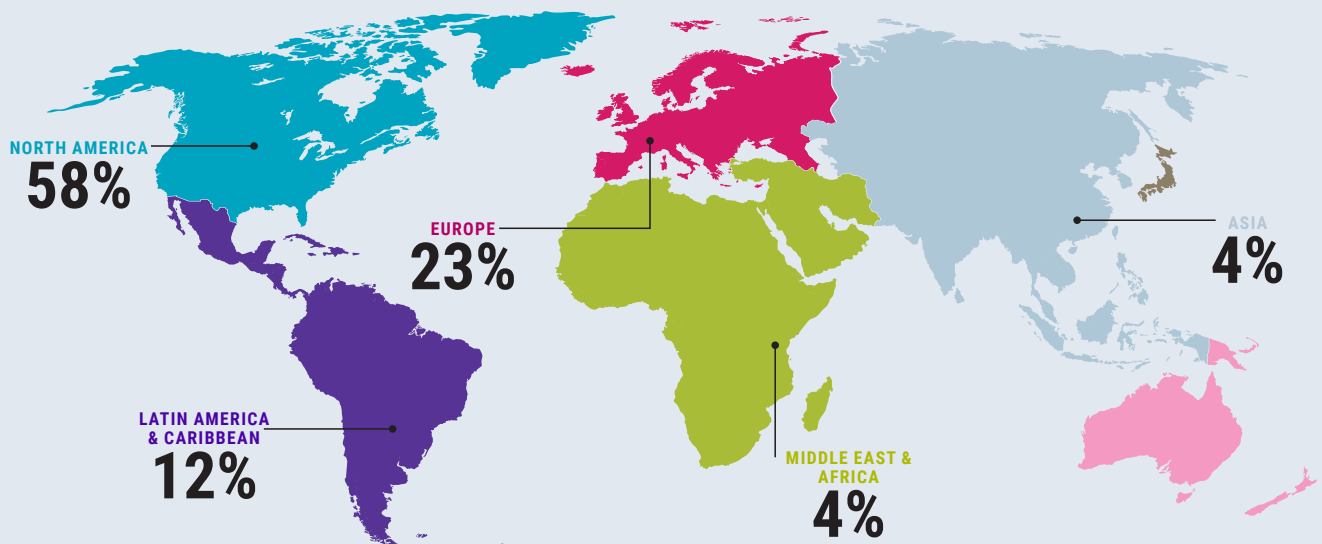 NORTH AMERICA
58%
EUROPE
23%
ASIA
4%
LATIN AMERICA
& CARIBBEAN
12%
MIDDLE EAST &
AFRICA
4%